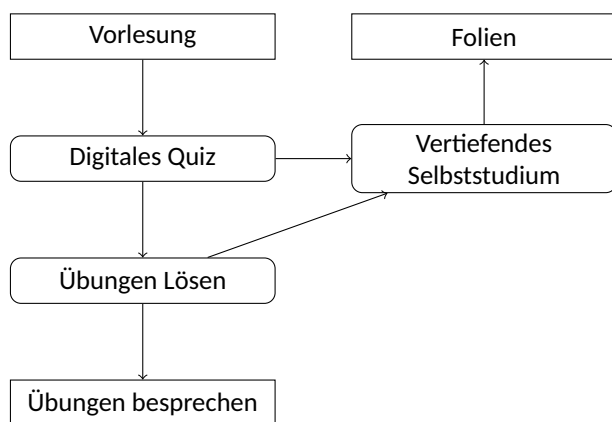 Vorlesung
Folien
Digitales Quiz
Vertiefendes
Selbststudium
Übungen Lösen
Übungen besprechen